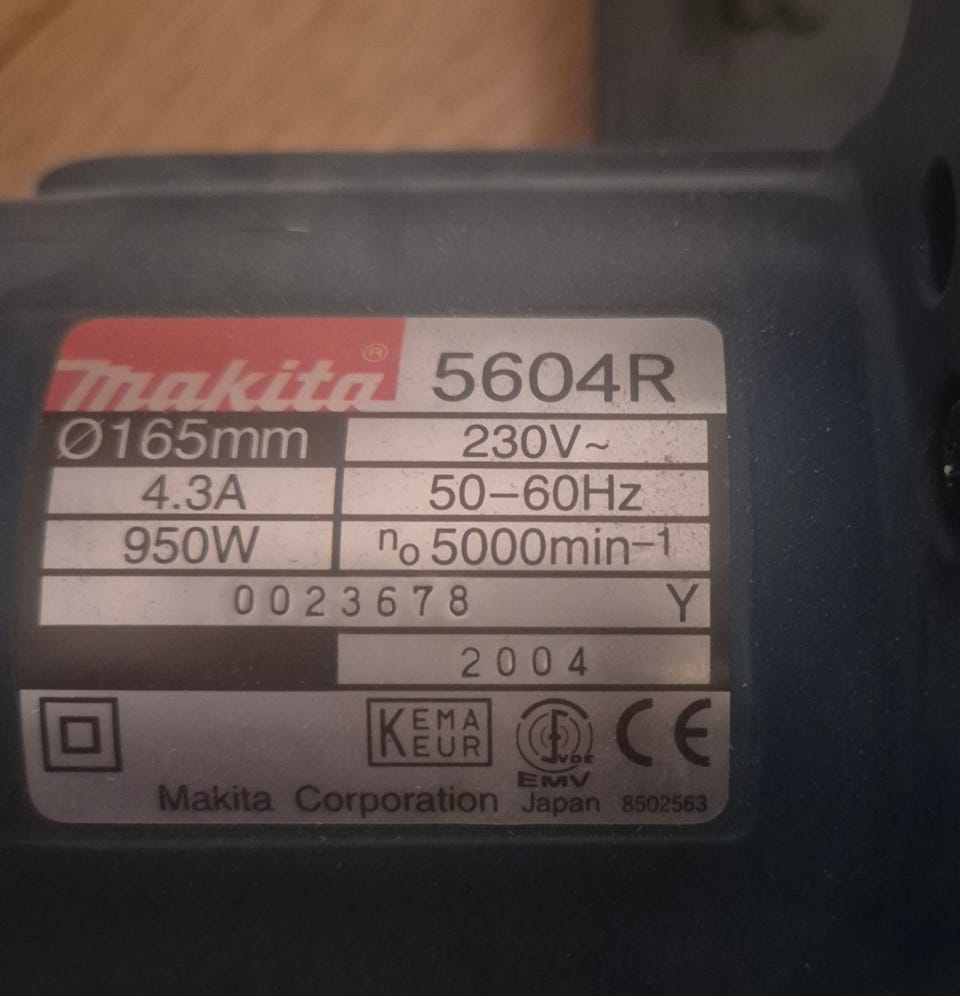 makita® 5604R
Ø165mm 230V~
4.3A 50-60Hz
950W n₀ 5000min⁻¹
0023678 Y
2004
KEMA EUR VDE EMV CE
Makita Corporation Japan 8502563